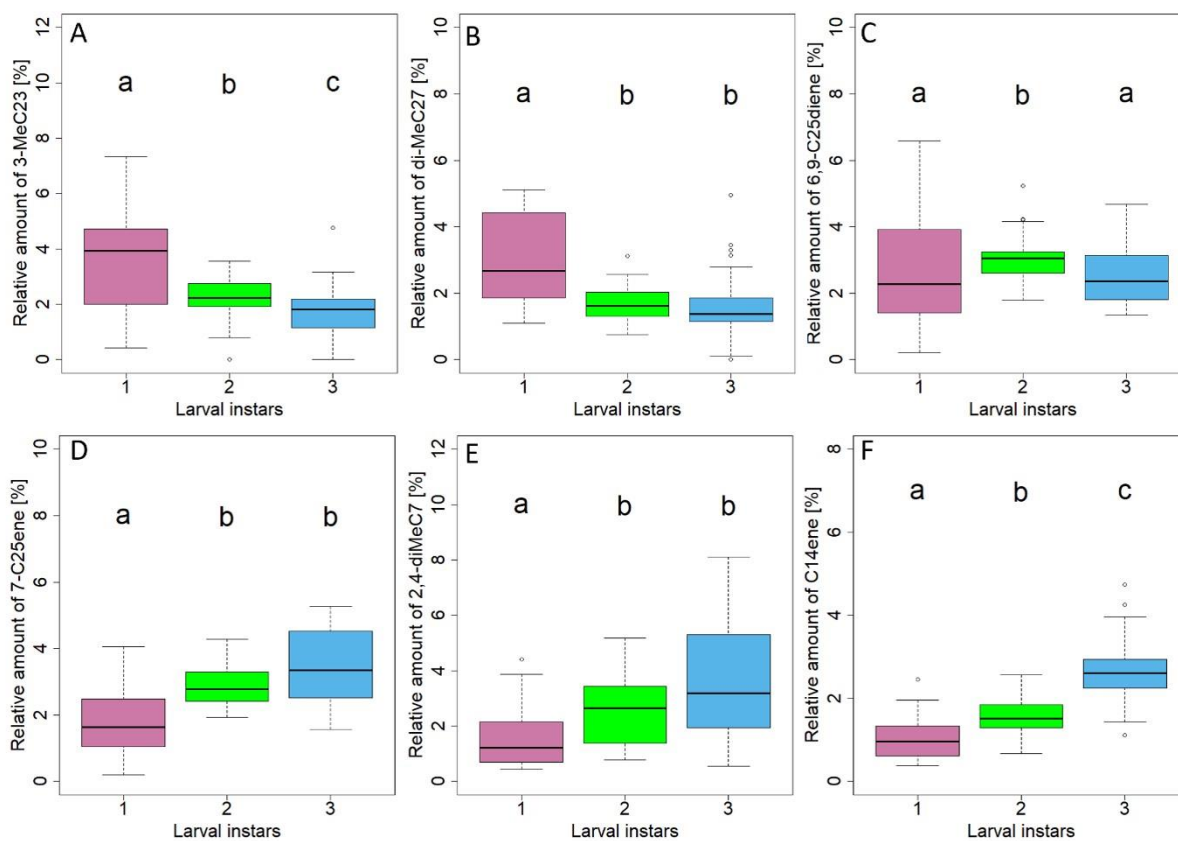 A
Relative amount of 3-MeC23 [%]
12
10
8
6
4
2
0
a b c
1 2 3
Larval instars
B
Relative amount of di-MeC27 [%]
10
8
6
4
2
0
a b b
1 2 3
Larval instars
C
Relative amount of 6,9-C25diene [%]
10
8
6
4
2
0
a b a
1 2 3
Larval instars
D
Relative amount of 7-C25ene [%]
10
8
6
4
2
0
a b b
1 2 3
Larval instars
E
Relative amount of 2,4-diMeC7 [%]
12
10
8
6
4
2
0
a b b
1 2 3
Larval instars
F
Relative amount of C14ene [%]
8
6
4
2
0
a b c
1 2 3
Larval instars